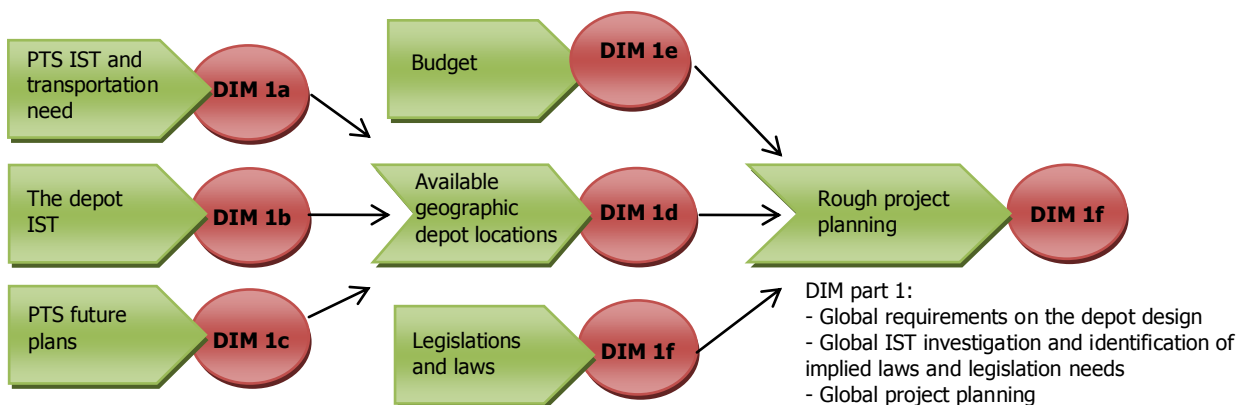 PTS IST and
transportation
need
DIM 1a
Budget
DIM 1e
The depot
IST
DIM 1b
Available
geographic
depot locations
DIM 1d
Rough project
planning
DIM 1f
PTS future
plans
DIM 1c
Legislations
and laws
DIM 1f
DIM part 1:
- Global requirements on the depot design
- Global IST investigation and identification of
implied laws and legislation needs
- Global project planning